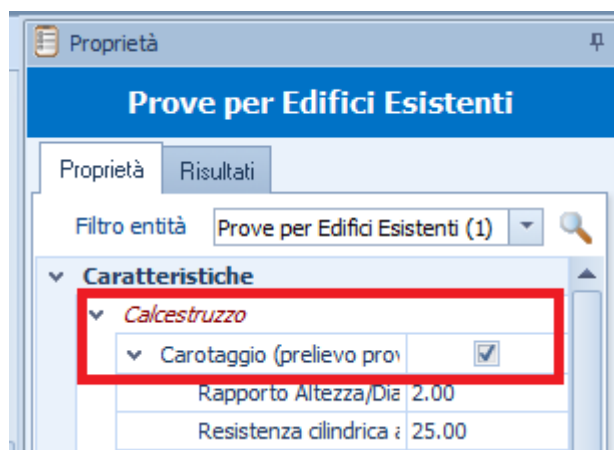 Proprietà
Prove per Edifici Esistenti
Proprietà Risultati
Filtro entità Prove per Edifici Esistenti (1)
Caratteristiche
Calcestruzzo
Carotaggio (prelievo prov
Rapporto Altezza/Dia 2.00
Resistenza cilindrica a 25.00